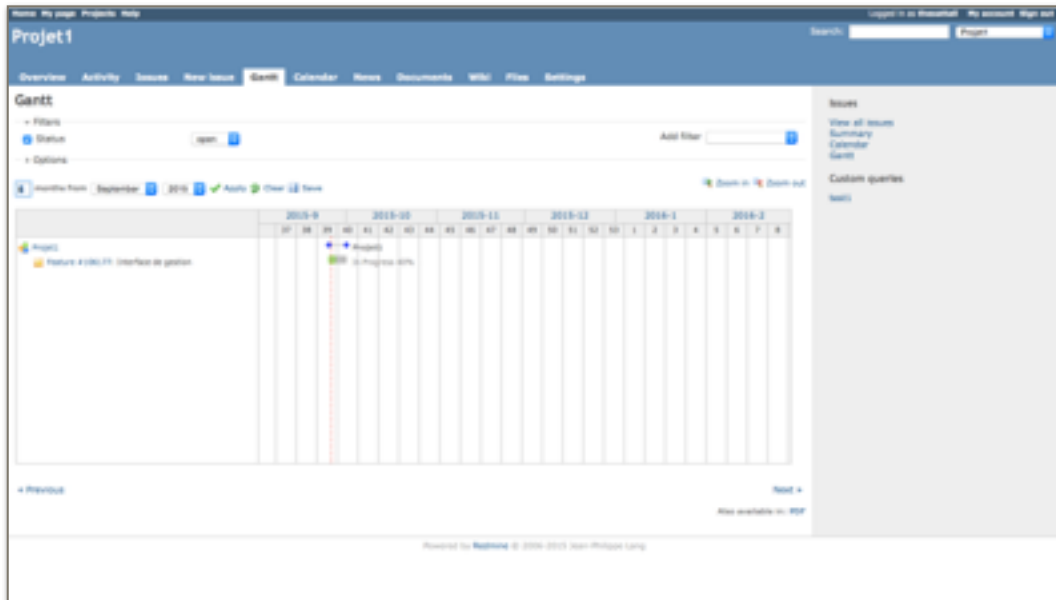 Home My page Projects Help
Logged in as My account Sign out
Projet1
Search: Projet1
Overview Activity Issues New issue Gantt Calendar News Documents Wiki Files Settings
Gantt
Filters
Status open Add filter
Options
6 months from September 2015 Apply Clear Save
Zoom in Zoom out
2015-9 2015-10 2015-11 2015-12 2016-1 2016-2
37 38 39 40 41 42 43 44 45 46 47 48 49 50 51 52 53 1 2 3 4 5 6 7 8
Projet1 Projet1
Feature Interface de gestion In Progress 40%
« Previous Next »
Also available in: PDF
Powered by Redmine © 2006-2015 Jean-Philippe Lang
Issues
View all issues
Summary
Calendar
Gantt
Custom queries
test1